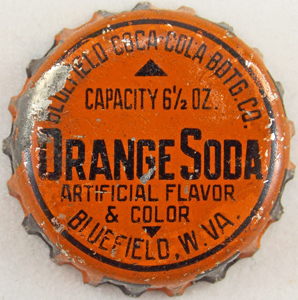 BLUEFIELD COCA-COLA BOTG CO.
CAPACITY 6½ OZ.
ORANGE SODA
ARTIFICIAL FLAVOR
& COLOR
BLUEFIELD, W. VA.